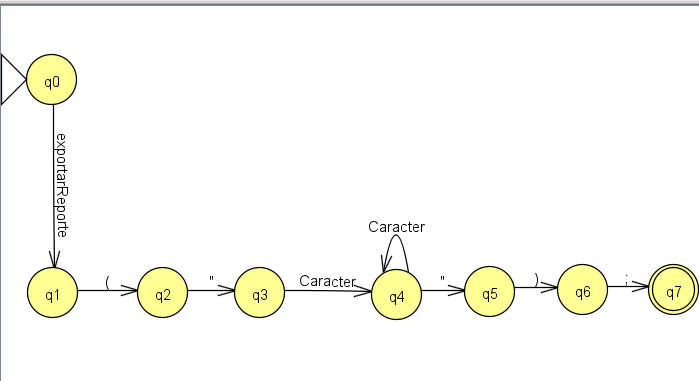 q0
exportarReporte
Caracter
q1
(
q2
"
q3
Caracter
q4
"
q5
)
q6
;
q7